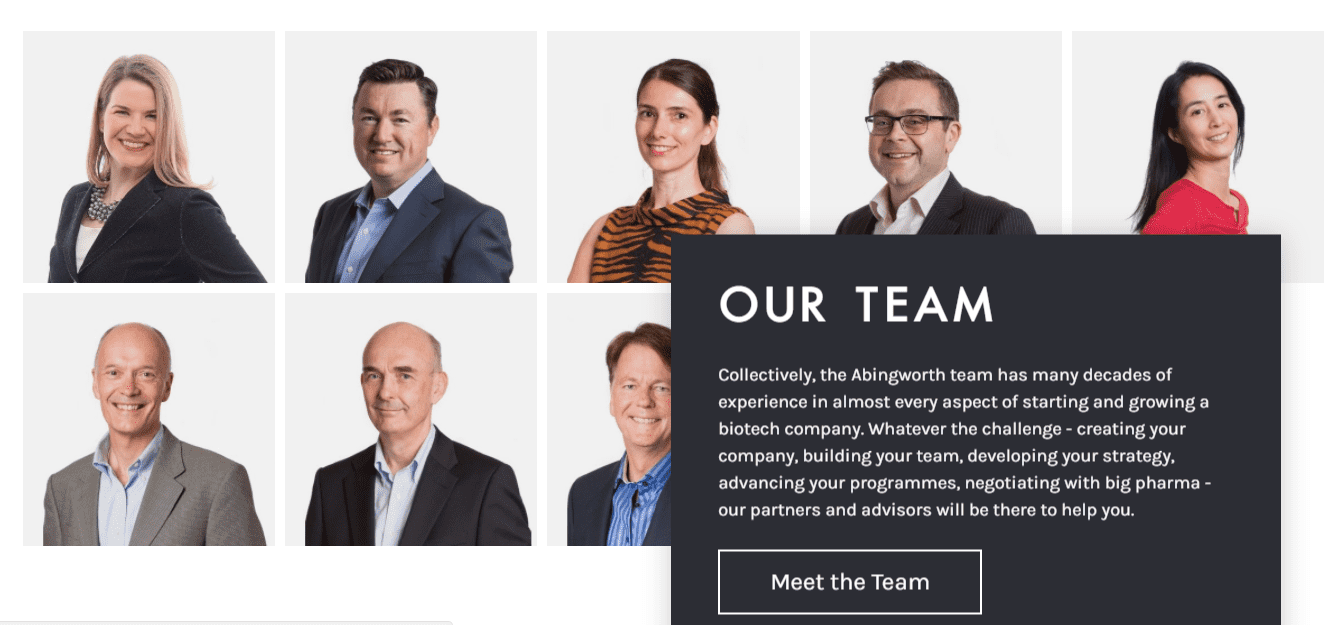 OUR TEAM
Collectively, the Abingworth team has many decades of
experience in almost every aspect of starting and growing a
biotech company. Whatever the challenge - creating your
company, building your team, developing your strategy,
advancing your programmes, negotiating with big pharma -
our partners and advisors will be there to help you.
Meet the Team